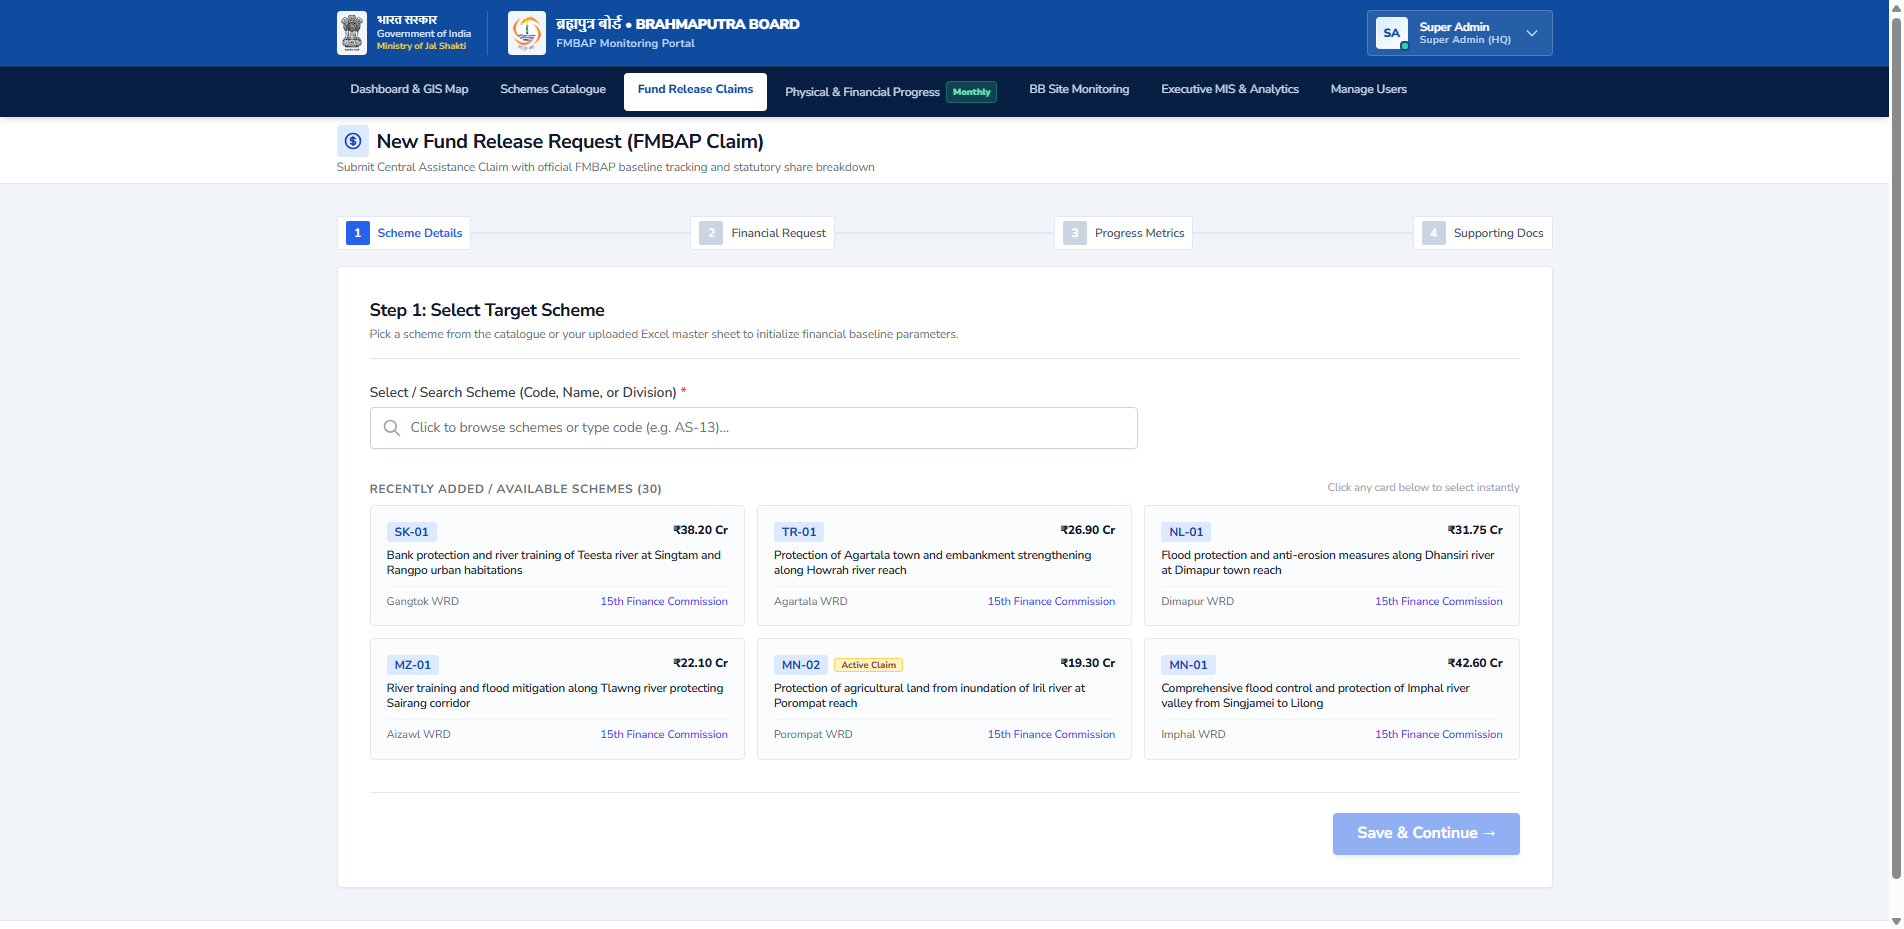 भारत सरकार
Government of India
Ministry of Jal Shakti
ब्रह्मपुत्र बोर्ड • BRAHMAPUTRA BOARD
FMBAP Monitoring Portal
SA
Super Admin
Super Admin (HQ)
Dashboard & GIS Map
Schemes Catalogue
Fund Release Claims
Physical & Financial Progress
Monthly
BB Site Monitoring
Executive MIS & Analytics
Manage Users
New Fund Release Request (FMBAP Claim)
Submit Central Assistance Claim with official FMBAP baseline tracking and statutory share breakdown
1 Scheme Details
2 Financial Request
3 Progress Metrics
4 Supporting Docs
Step 1: Select Target Scheme
Pick a scheme from the catalogue or your uploaded Excel master sheet to initialize financial baseline parameters.
Select / Search Scheme (Code, Name, or Division) *
Click to browse schemes or type code (e.g. AS-13)...
RECENTLY ADDED / AVAILABLE SCHEMES (30)
Click any card below to select instantly
SK-01 ₹38.20 Cr
Bank protection and river training of Teesta river at Singtam and
Rangpo urban habitations
Gangtok WRD 15th Finance Commission
TR-01 ₹26.90 Cr
Protection of Agartala town and embankment strengthening
along Howrah river reach
Agartala WRD 15th Finance Commission
NL-01 ₹31.75 Cr
Flood protection and anti-erosion measures along Dhansiri river
at Dimapur town reach
Dimapur WRD 15th Finance Commission
MZ-01 ₹22.10 Cr
River training and flood mitigation along Tlawng river protecting
Sairang corridor
Aizawl WRD 15th Finance Commission
MN-02 Active Claim ₹19.30 Cr
Protection of agricultural land from inundation of Iril river at
Porompat reach
Porompat WRD 15th Finance Commission
MN-01 ₹42.60 Cr
Comprehensive flood control and protection of Imphal river
valley from Singjamei to Lilong
Imphal WRD 15th Finance Commission
Save & Continue →